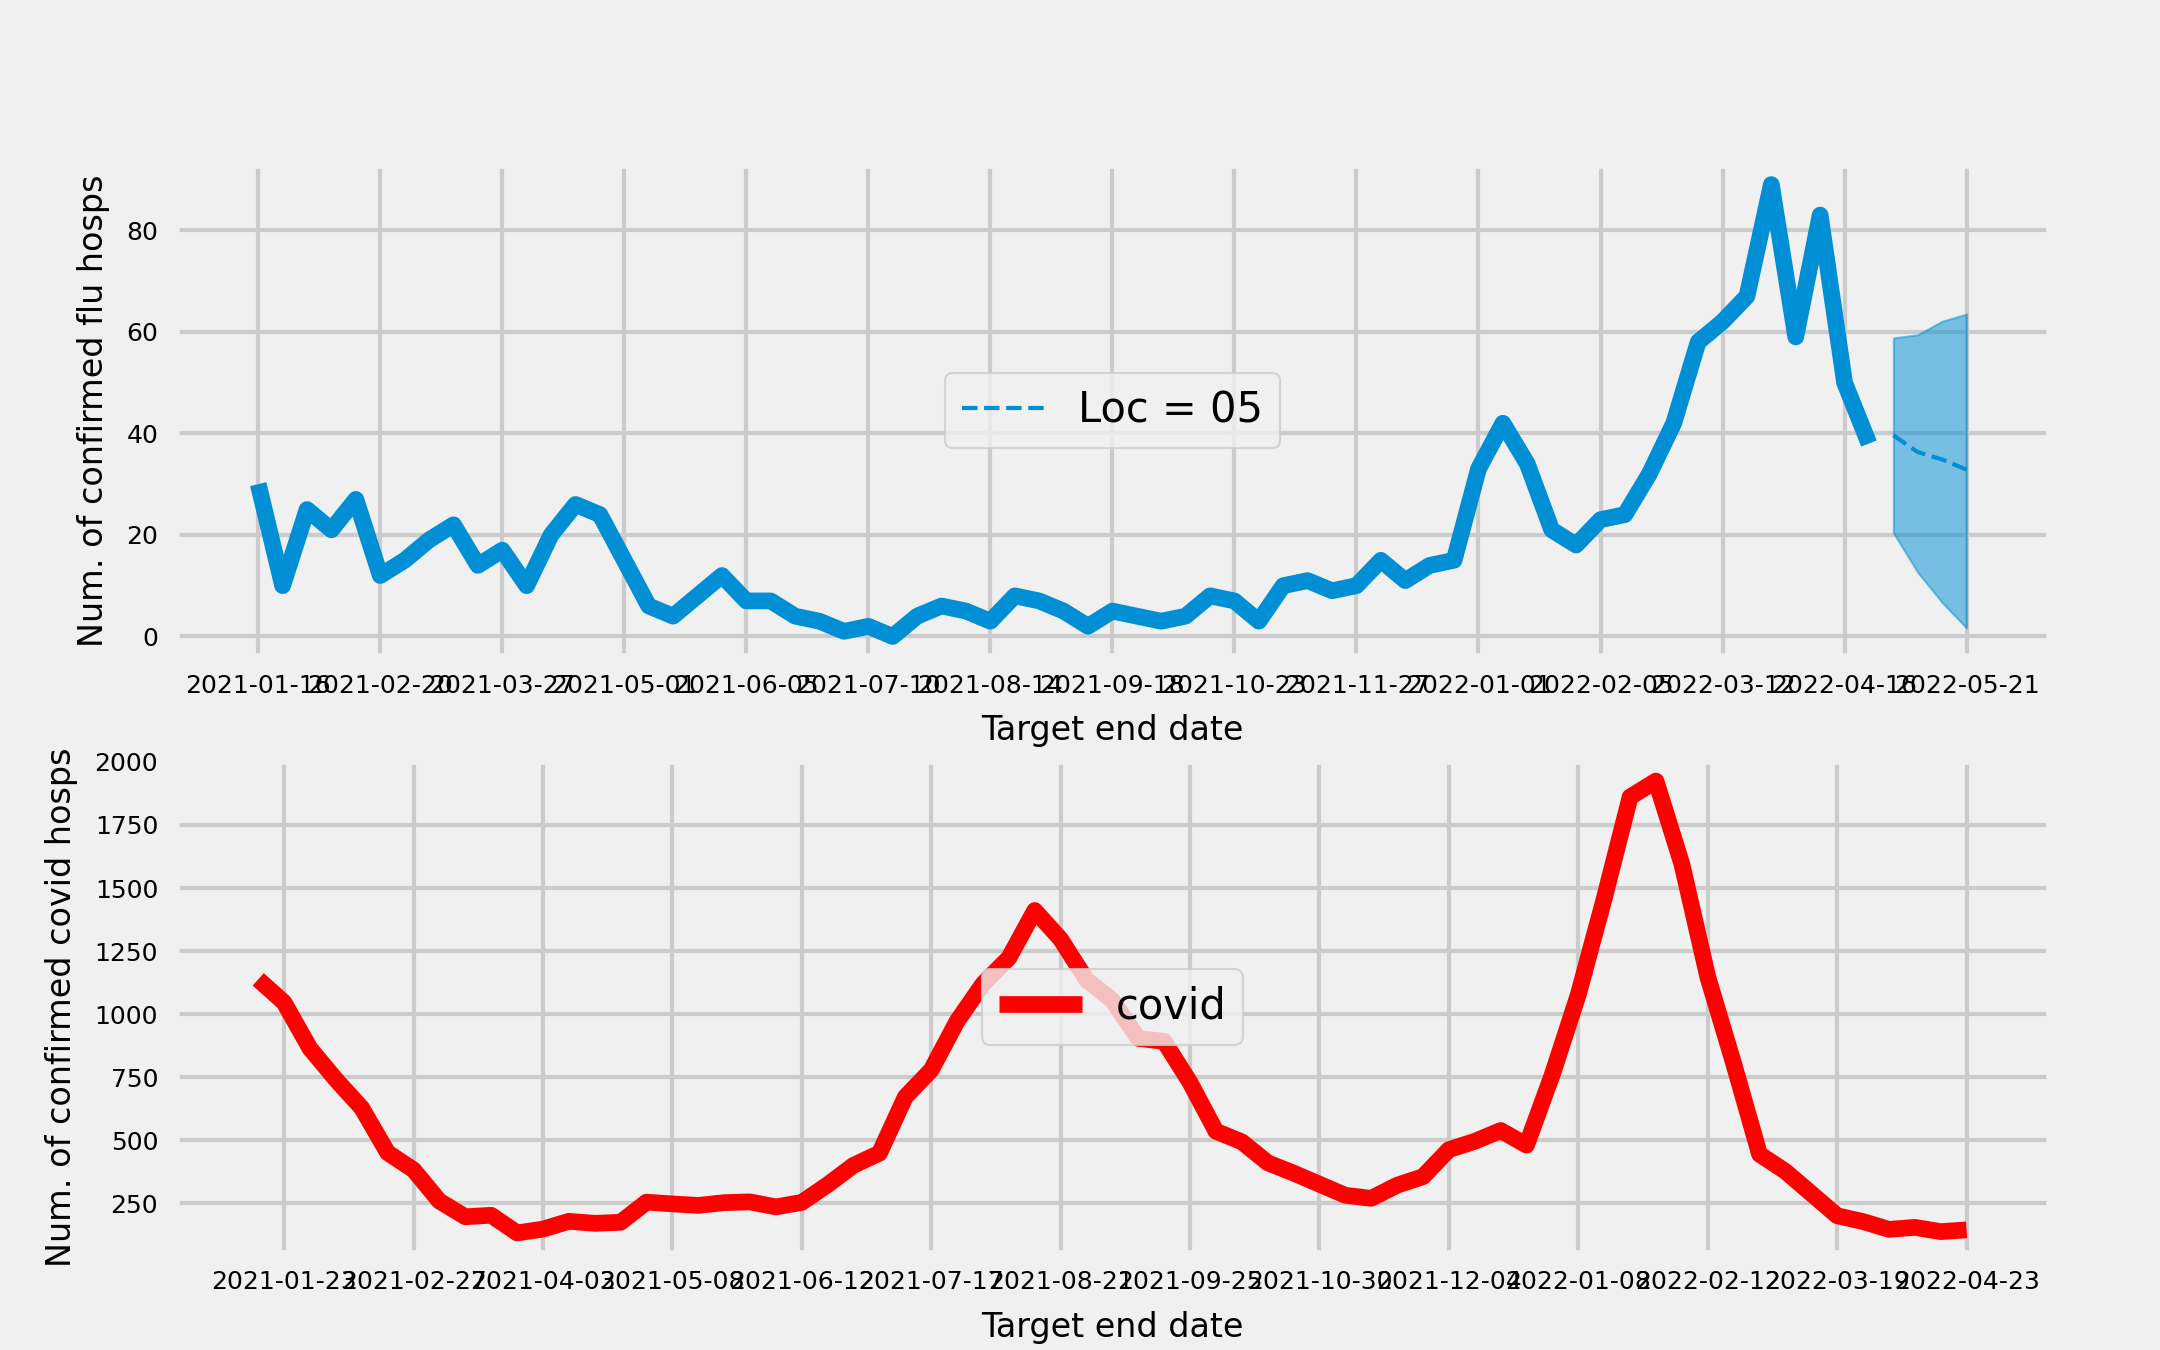 Num. of confirmed flu hosps
80
60
40
20
0
Loc = 05
2021-01-16 2021-02-20 2021-03-27 2021-05-01 2021-06-05 2021-07-10 2021-08-14 2021-09-18 2021-10-23 2021-11-27 2022-01-01 2022-02-05 2022-03-12 2022-04-16 2022-05-21
Target end date
Num. of confirmed covid hosps
2000
1750
1500
1250
1000
750
500
250
covid
2021-01-23 2021-02-27 2021-04-03 2021-05-08 2021-06-12 2021-07-17 2021-08-21 2021-09-25 2021-10-30 2021-12-04 2022-01-08 2022-02-12 2022-03-19 2022-04-23
Target end date